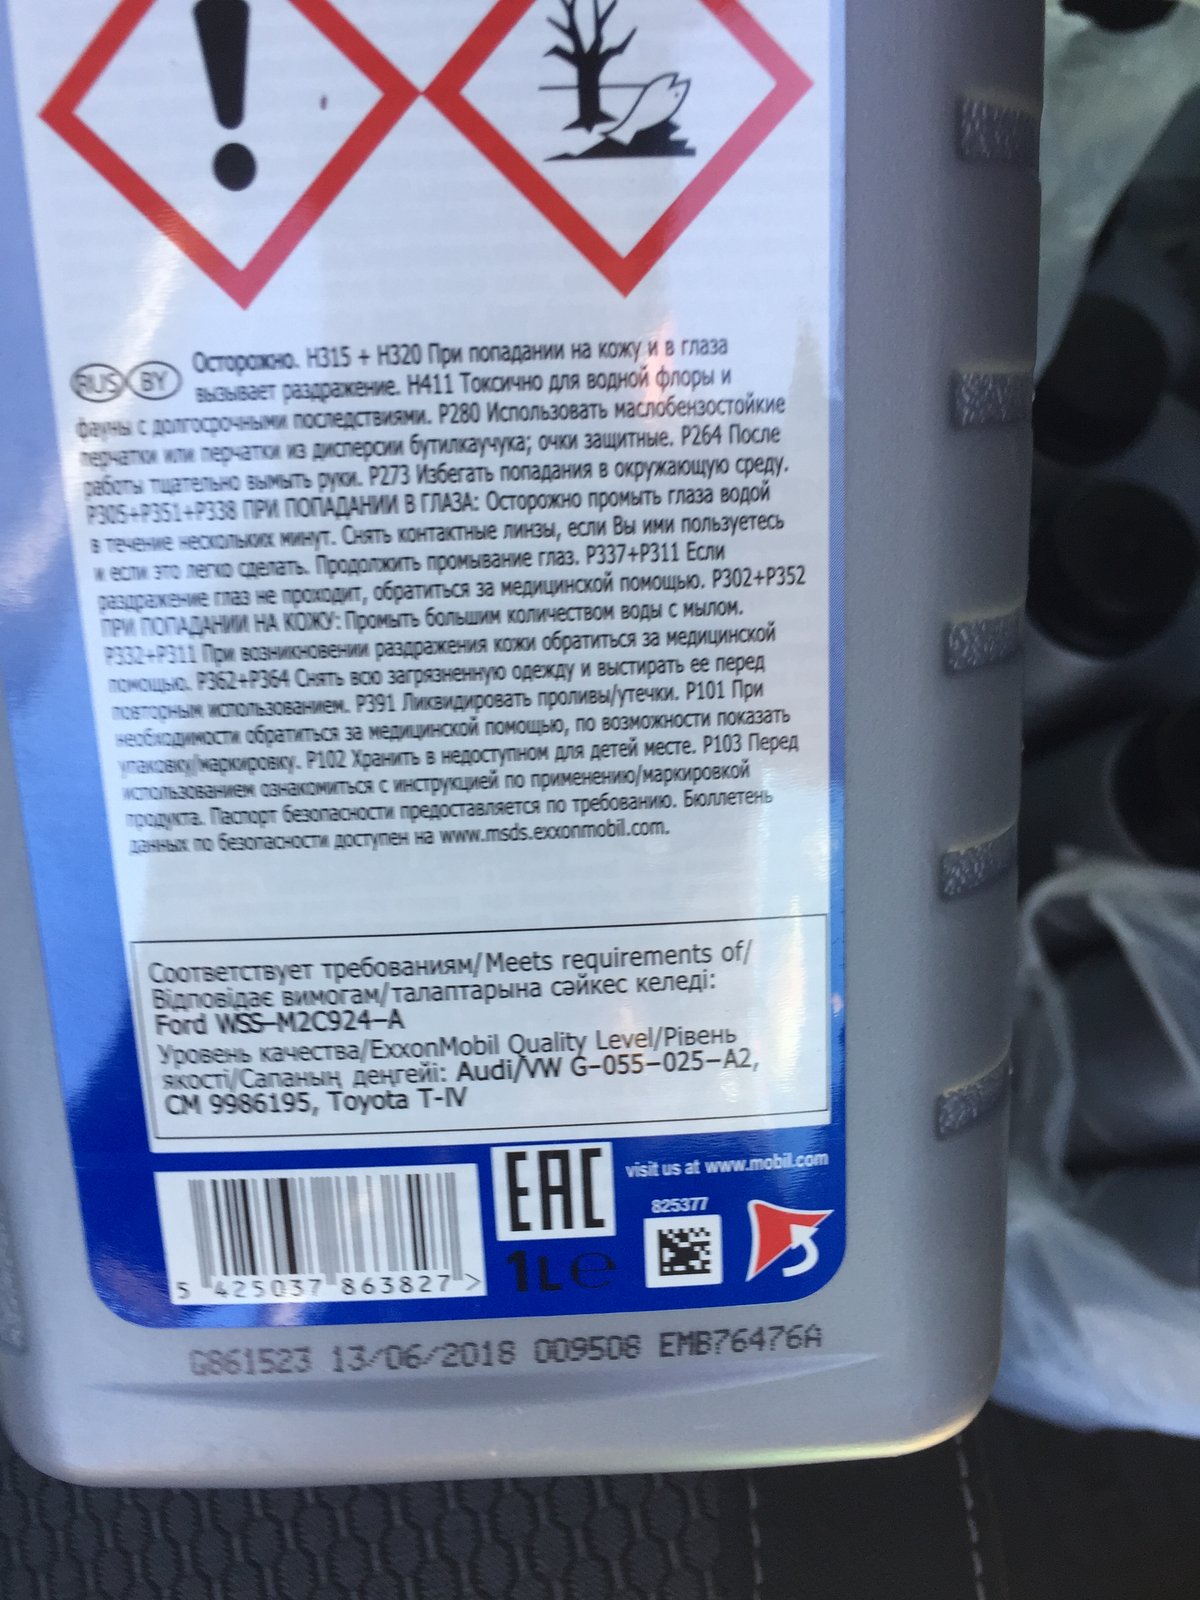 RUS BY Осторожно. H315 + H320 При попадании на кожу и в глаза
вызывает раздражение. H411 Токсично для водной флоры и
фауны с долгосрочными последствиями. P280 Использовать маслобензостойкие
перчатки или перчатки из дисперсии бутилкаучука; очки защитные. P264 После
работы тщательно вымыть руки. P273 Избегать попадания в окружающую среду.
P305+P351+P338 ПРИ ПОПАДАНИИ В ГЛАЗА: Осторожно промыть глаза водой
в течение нескольких минут. Снять контактные линзы, если Вы ими пользуетесь
и если это легко сделать. Продолжить промывание глаз. P337+P311 Если
раздражение глаз не проходит, обратиться за медицинской помощью. P302+P352
ПРИ ПОПАДАНИИ НА КОЖУ: Промыть большим количеством воды с мылом.
P332+P311 При возникновении раздражения кожи обратиться за медицинской
помощью. P362+P364 Снять всю загрязненную одежду и выстирать ее перед
повторным использованием. P391 Ликвидировать проливы/утечки. P101 При
необходимости обратиться за медицинской помощью, по возможности показать
упаковку/маркировку. P102 Хранить в недоступном для детей месте. P103 Перед
использованием ознакомиться с инструкцией по применению/маркировкой
продукта. Паспорт безопасности предоставляется по требованию. Бюллетень
данных по безопасности доступен на www.msds.exxonmobil.com.
Соответствует требованиям/Meets requirements of/
Відповідає вимогам/талаптарына сәйкес келеді:
Ford WSS-M2C924-A
Уровень качества/ExxonMobil Quality Level/Рівень
якості/Сапаның деңгейі: Audi/VW G-055-025-A2,
CM 9986195, Toyota T-IV
EAC
visit us at www.mobil.com
825377
1L e
5 425037 863827 >
G861523 13/06/2018 009508 EMB76476A